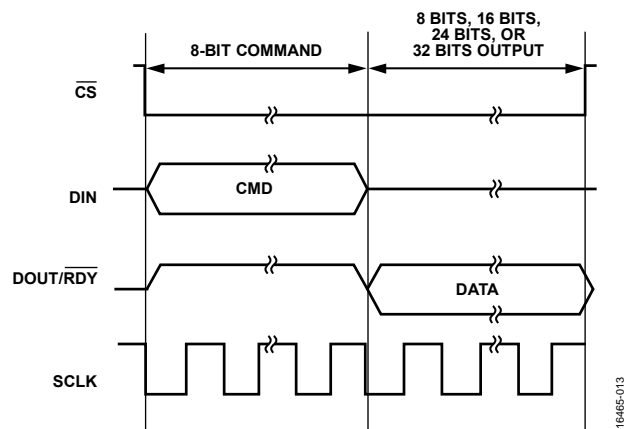 8 BITS, 16 BITS,
24 BITS, OR
8-BIT COMMAND
32 BITS OUTPUT
CS
DIN
CMD
DOUT/RDY
DATA
SCLK
16465-013